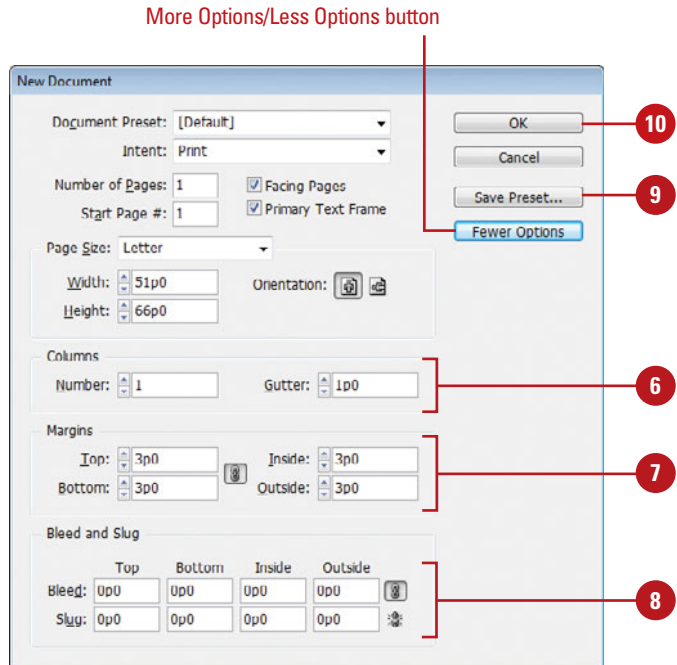 More Options/Less Options button
New Document
Document Preset: [Default]
OK
10
Intent: Print
Cancel
Number of Pages: 1
Facing Pages
Save Preset...
9
Start Page #: 1
Primary Text Frame
Fewer Options
Page Size: Letter
Width: 51p0
Orientation:
Height: 66p0
Columns
Number: 1
Gutter: 1p0
6
Margins
Top: 3p0
Inside: 3p0
7
Bottom: 3p0
Outside: 3p0
Bleed and Slug
Top Bottom Inside Outside
Bleed: 0p0 0p0 0p0 0p0
8
Slug: 0p0 0p0 0p0 0p0